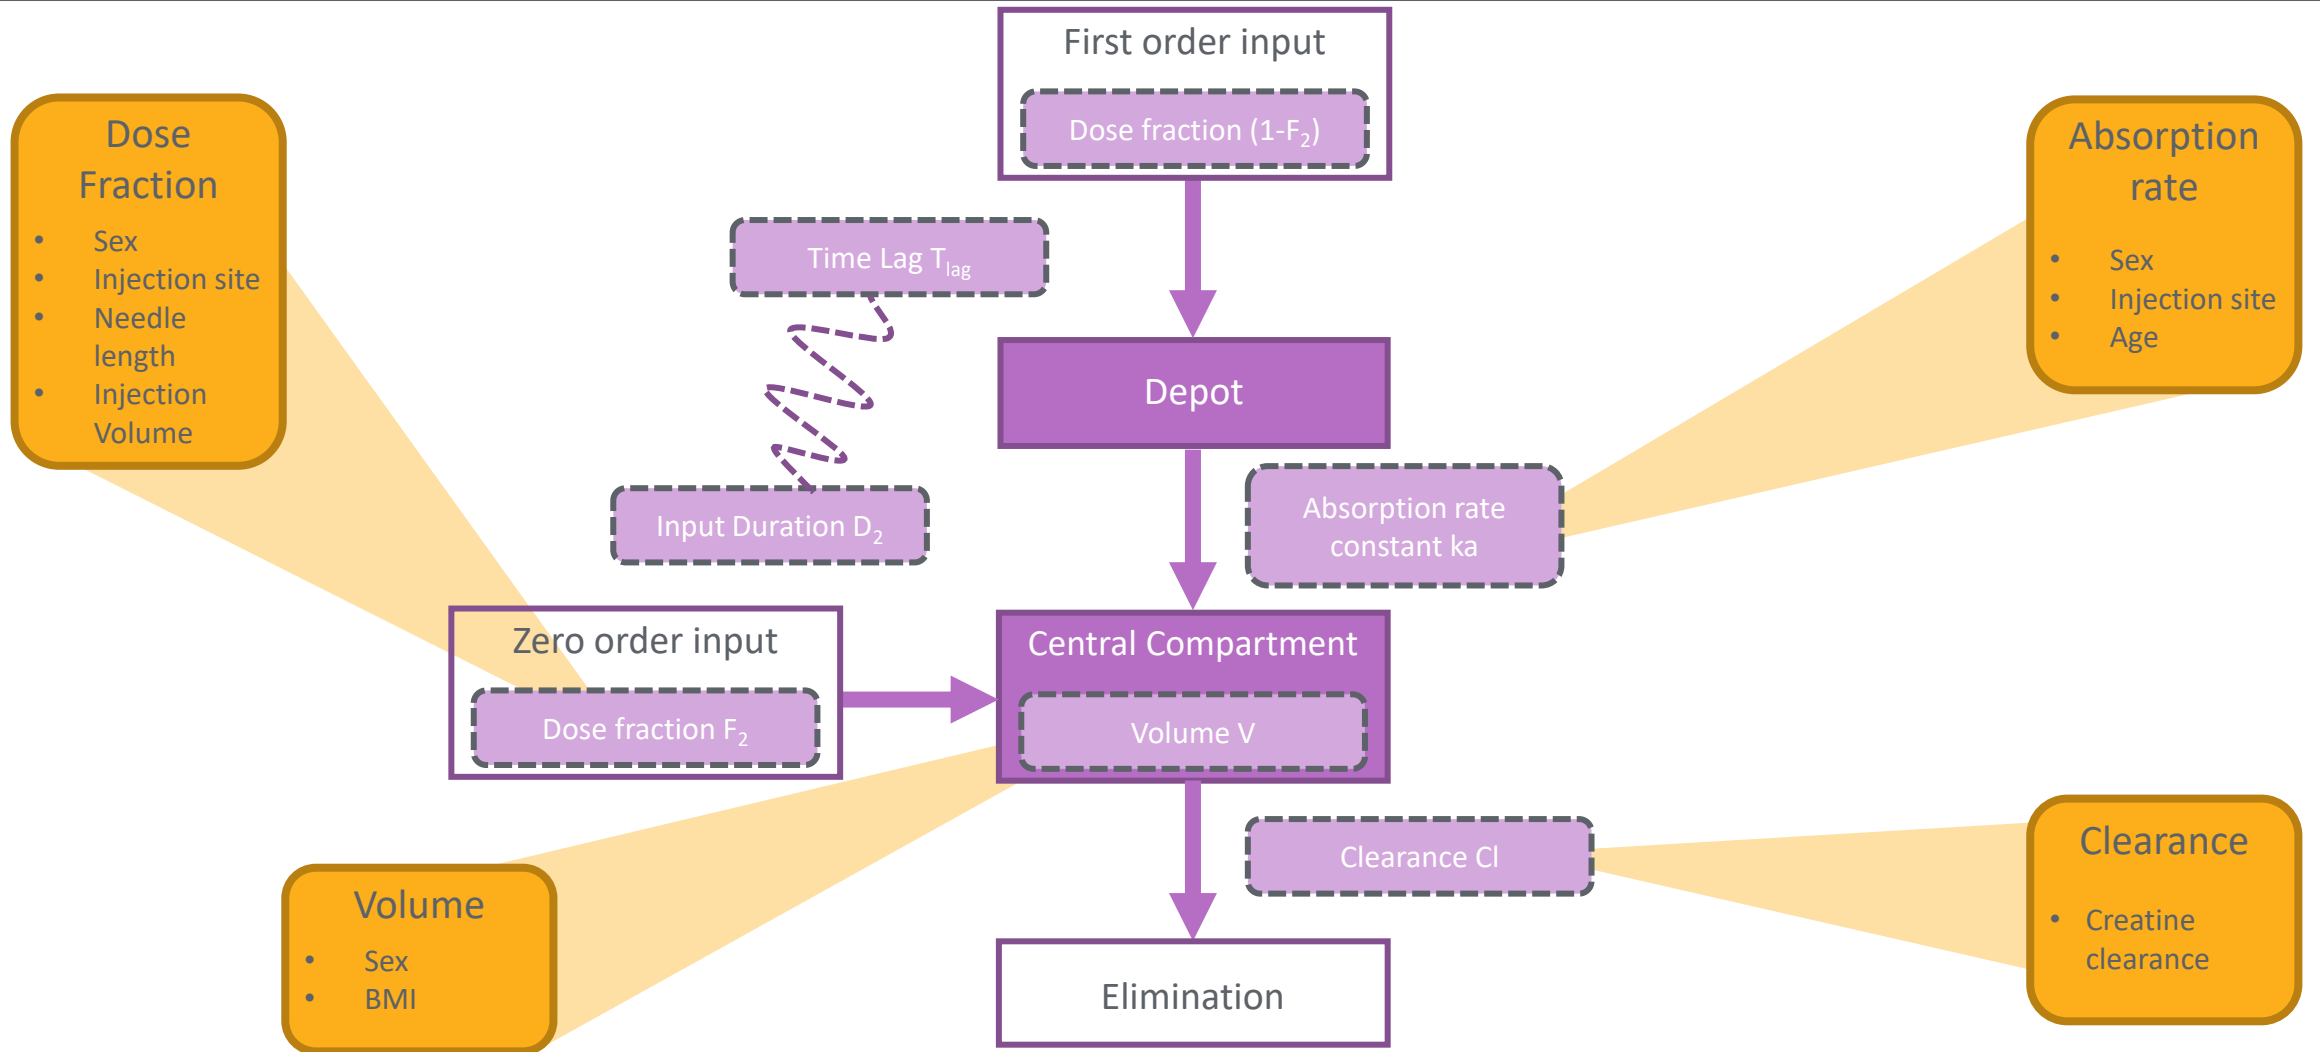 First order input
Dose fraction (1-F2)
Dose
Fraction
• Sex
• Injection site
• Needle
length
• Injection
Volume
Absorption
rate
• Sex
• Injection site
• Age
Time Lag Tlag
Depot
Input Duration D2
Absorption rate
constant ka
Zero order input
Dose fraction F2
Central Compartment
Volume V
Clearance Cl
Volume
• Sex
• BMI
Clearance
• Creatine
clearance
Elimination